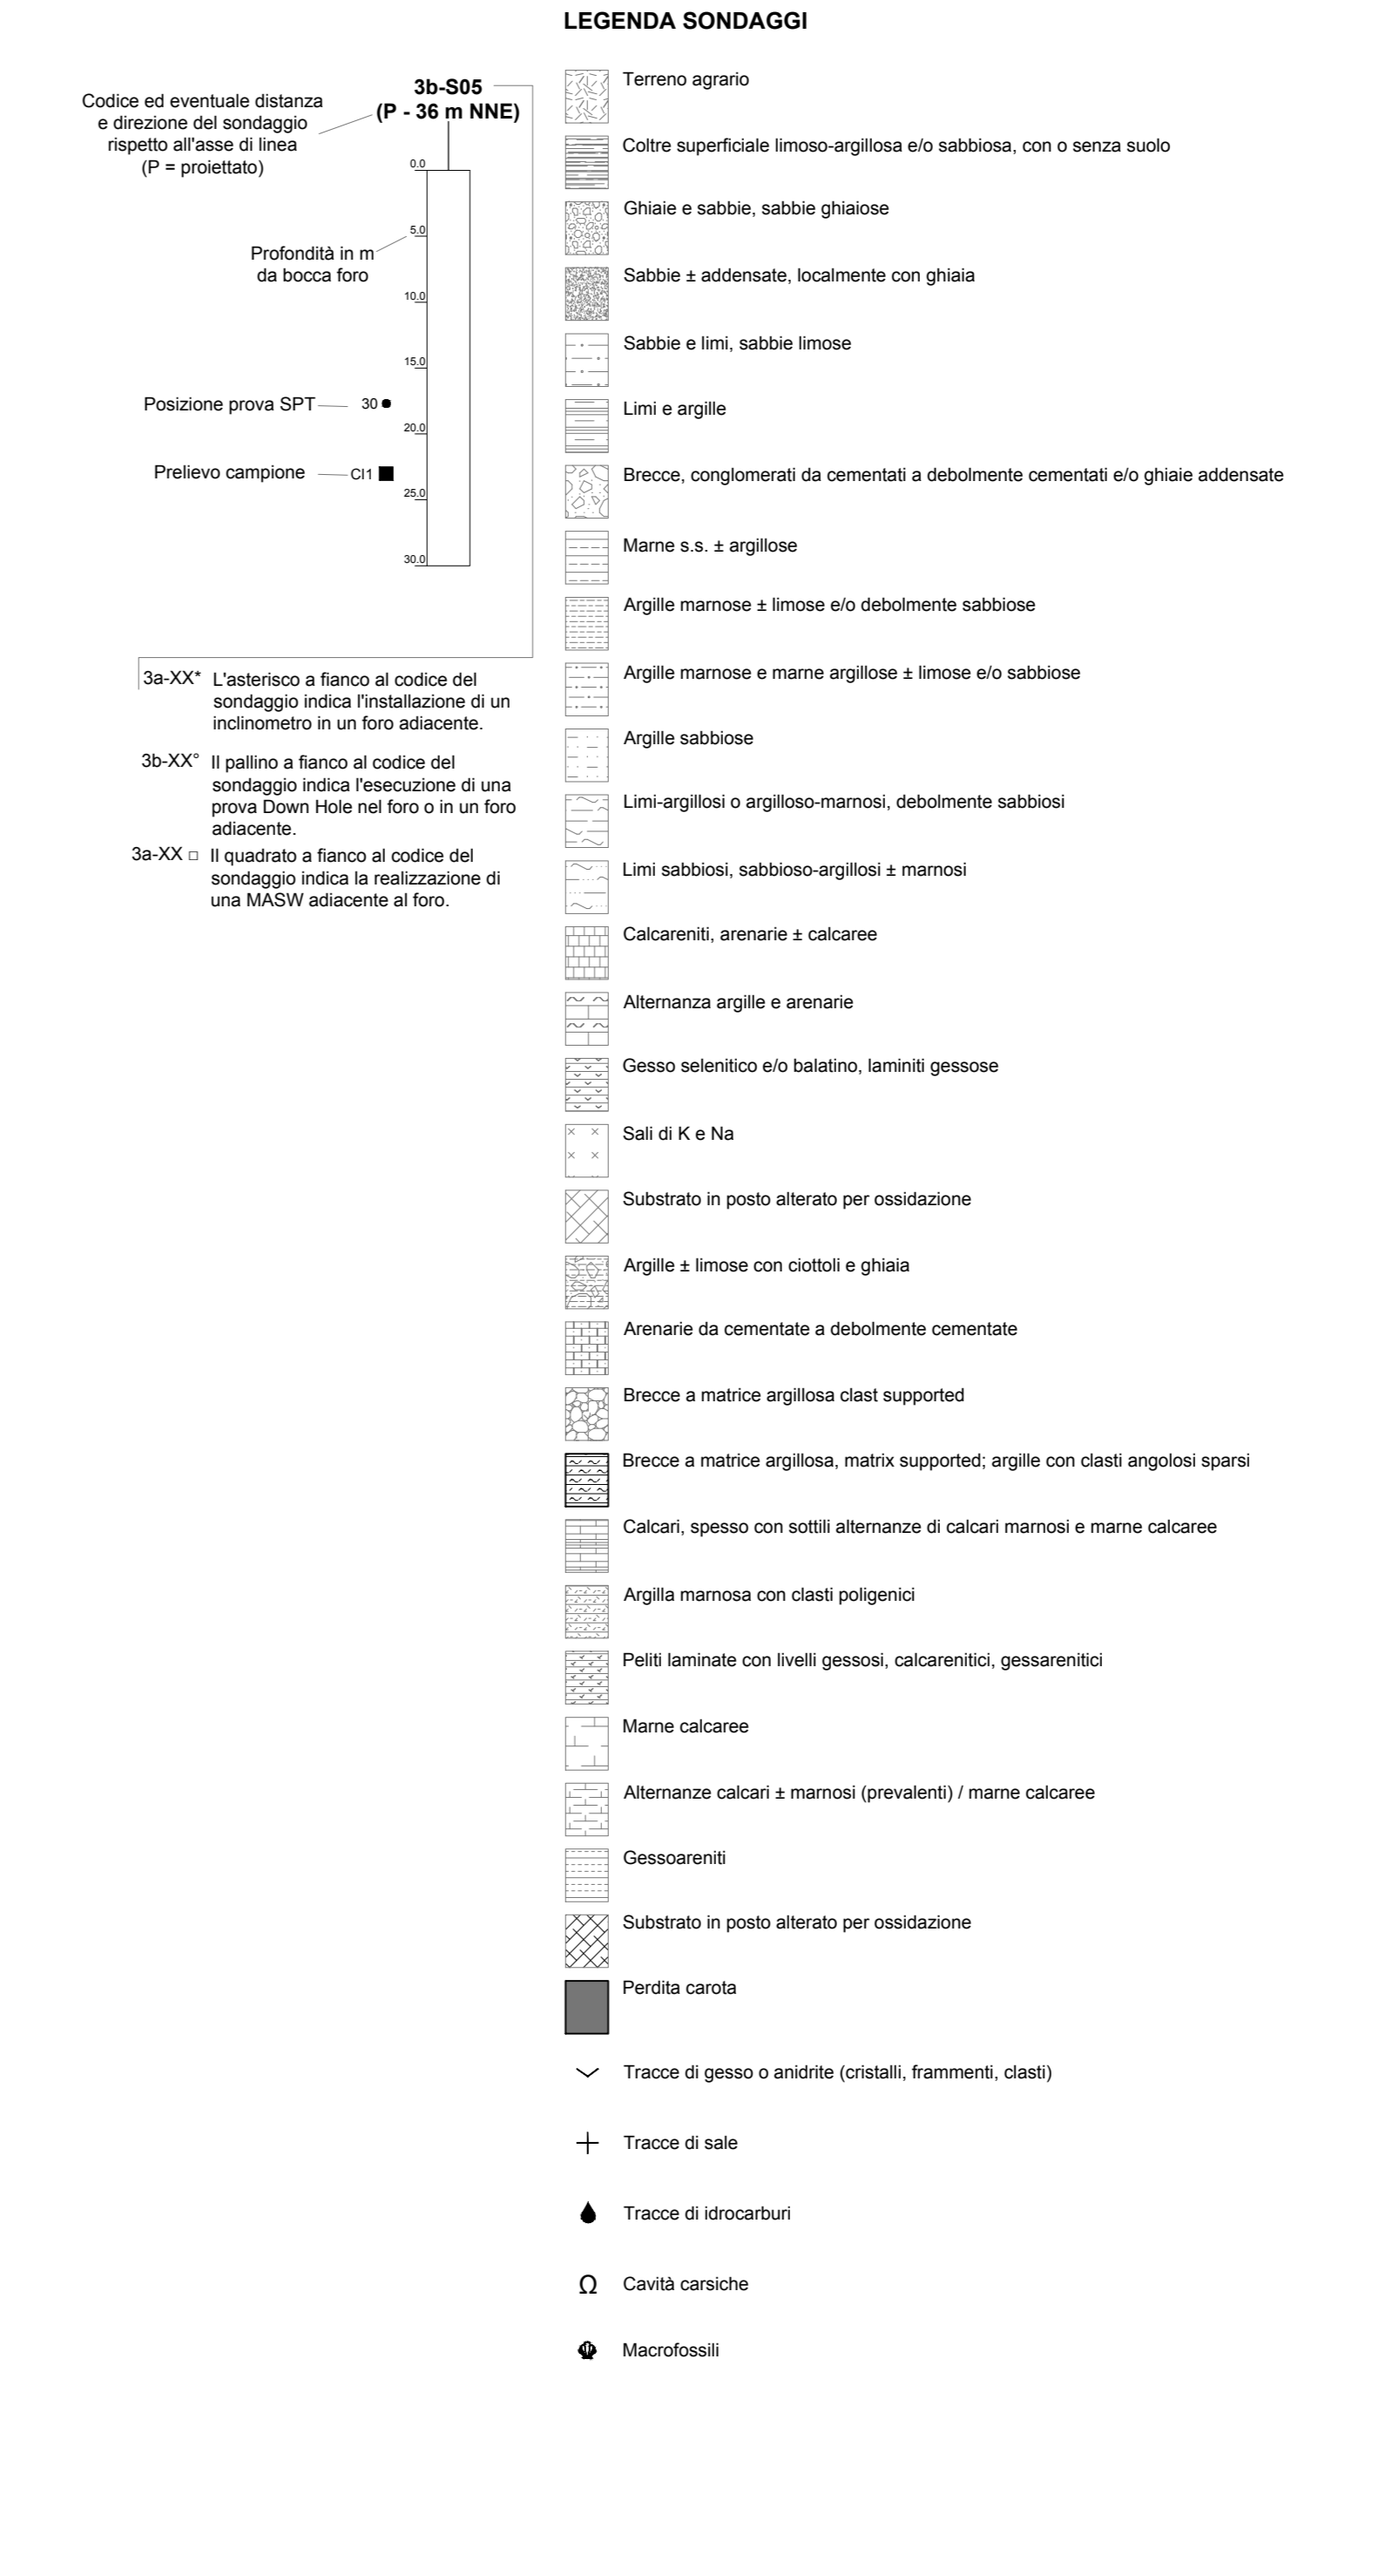 LEGENDA SONDAGGI
3b-S05
(P - 36 m NNE)
Codice ed eventuale distanza
e direzione del sondaggio
rispetto all'asse di linea
(P = proiettato)
0.0
5.0
Profondità in m
da bocca foro
10.0
15.0
Posizione prova SPT
30
20.0
Prelievo campione
CI1
25.0
30.0
3a-XX* L'asterisco a fianco al codice del
sondaggio indica l'installazione di un
inclinometro in un foro adiacente.
3b-XX° Il pallino a fianco al codice del
sondaggio indica l'esecuzione di una
prova Down Hole nel foro o in un foro
adiacente.
3a-XX □ Il quadrato a fianco al codice del
sondaggio indica la realizzazione di
una MASW adiacente al foro.
Terreno agrario
Coltre superficiale limoso-argillosa e/o sabbiosa, con o senza suolo
Ghiaie e sabbie, sabbie ghiaiose
Sabbie ± addensate, localmente con ghiaia
Sabbie e limi, sabbie limose
Limi e argille
Brecce, conglomerati da cementati a debolmente cementati e/o ghiaie addensate
Marne s.s. ± argillose
Argille marnose ± limose e/o debolmente sabbiose
Argille marnose e marne argillose ± limose e/o sabbiose
Argille sabbiose
Limi-argillosi o argilloso-marnosi, debolmente sabbiosi
Limi sabbiosi, sabbioso-argillosi ± marnosi
Calcareniti, arenarie ± calcaree
Alternanza argille e arenarie
Gesso selenitico e/o balatino, laminiti gessose
Sali di K e Na
Substrato in posto alterato per ossidazione
Argille ± limose con ciottoli e ghiaia
Arenarie da cementate a debolmente cementate
Brecce a matrice argillosa clast supported
Brecce a matrice argillosa, matrix supported; argille con clasti angolosi sparsi
Calcari, spesso con sottili alternanze di calcari marnosi e marne calcaree
Argilla marnosa con clasti poligenici
Peliti laminate con livelli gessosi, calcarenitici, gessarenitici
Marne calcaree
Alternanze calcari ± marnosi (prevalenti) / marne calcaree
Gessoareniti
Substrato in posto alterato per ossidazione
Perdita carota
Tracce di gesso o anidrite (cristalli, frammenti, clasti)
Tracce di sale
Tracce di idrocarburi
Ω Cavità carsiche
Macrofossili